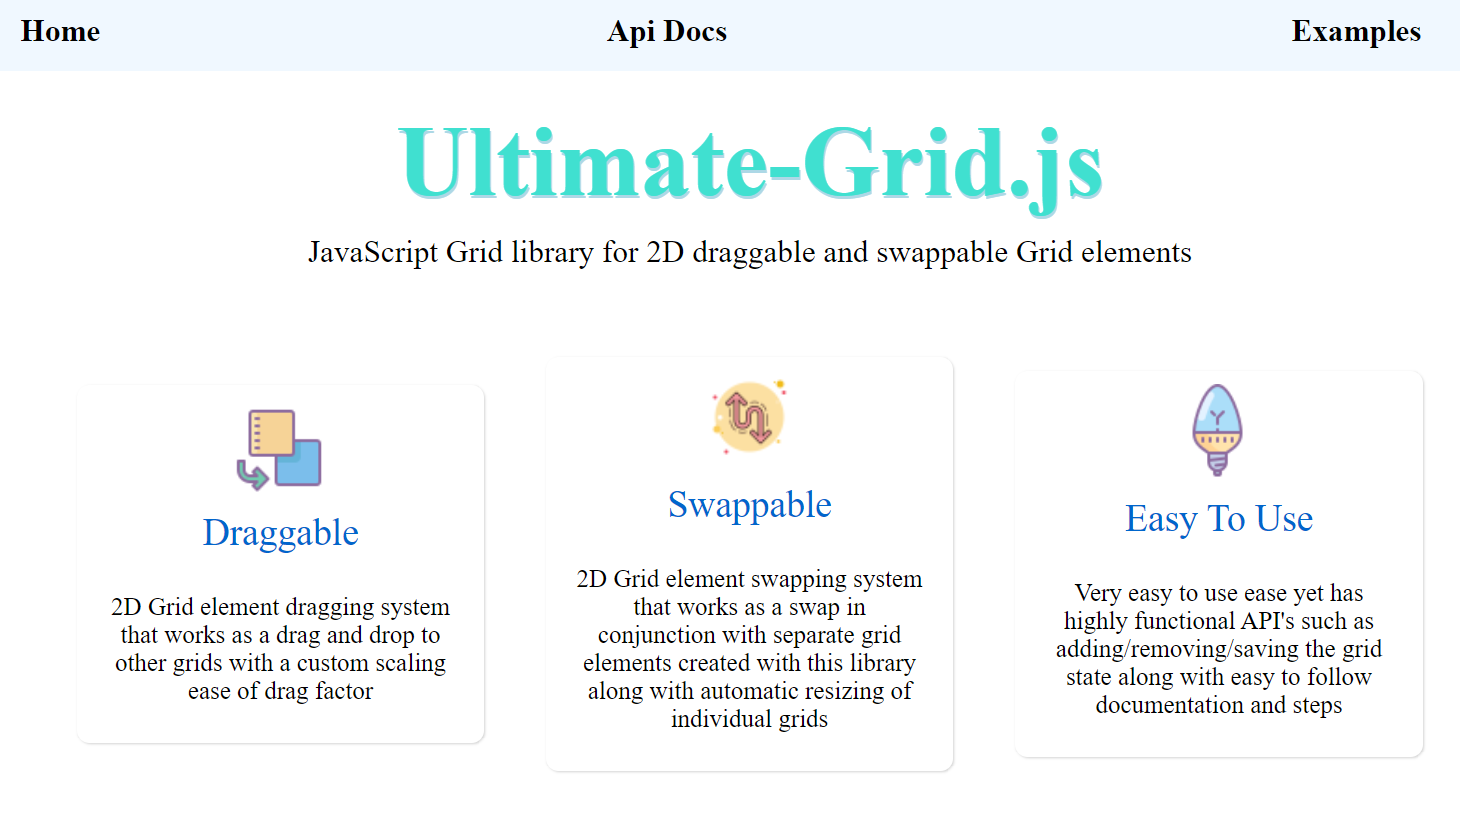 Home
Api Docs
Examples
Ultimate-Grid.js
JavaScript Grid library for 2D draggable and swappable Grid elements
Draggable
2D Grid element dragging system
that works as a drag and drop to
other grids with a custom scaling
ease of drag factor
Swappable
2D Grid element swapping system
that works as a swap in
conjunction with separate grid
elements created with this library
along with automatic resizing of
individual grids
Easy To Use
Very easy to use ease yet has
highly functional API's such as
adding/removing/saving the grid
state along with easy to follow
documentation and steps